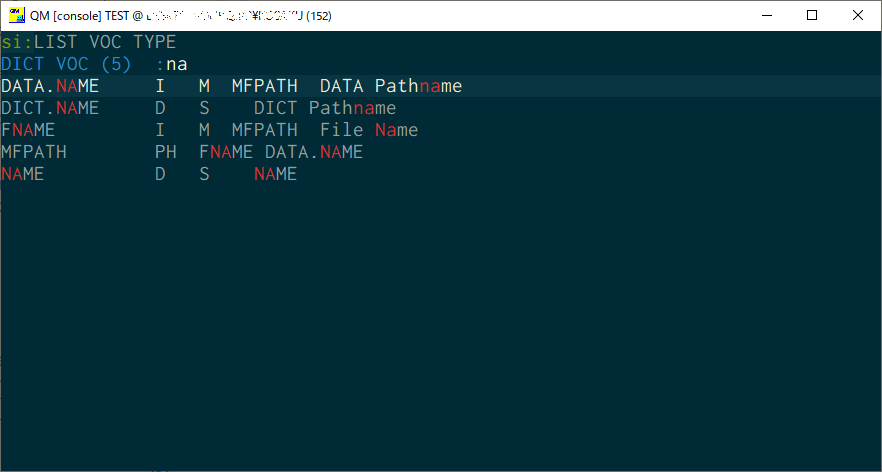 QM [console] TEST @
(152)
si:LIST VOC TYPE
DICT VOC (5)  :na
DATA.NAME     I   M  MFPATH  DATA Pathname
DICT.NAME     D   S    DICT Pathname
FNAME         I   M  MFPATH  File Name
MFPATH        PH  FNAME DATA.NAME
NAME          D   S    NAME